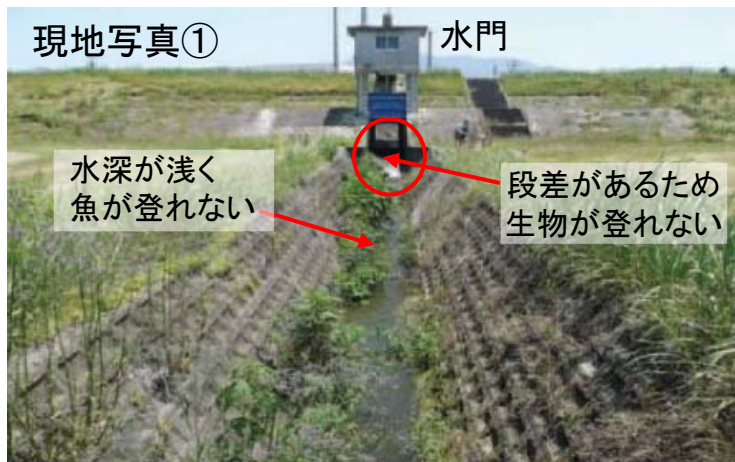 現地写真①
水門
水深が浅く
魚が登れない
段差があるため
生物が登れない